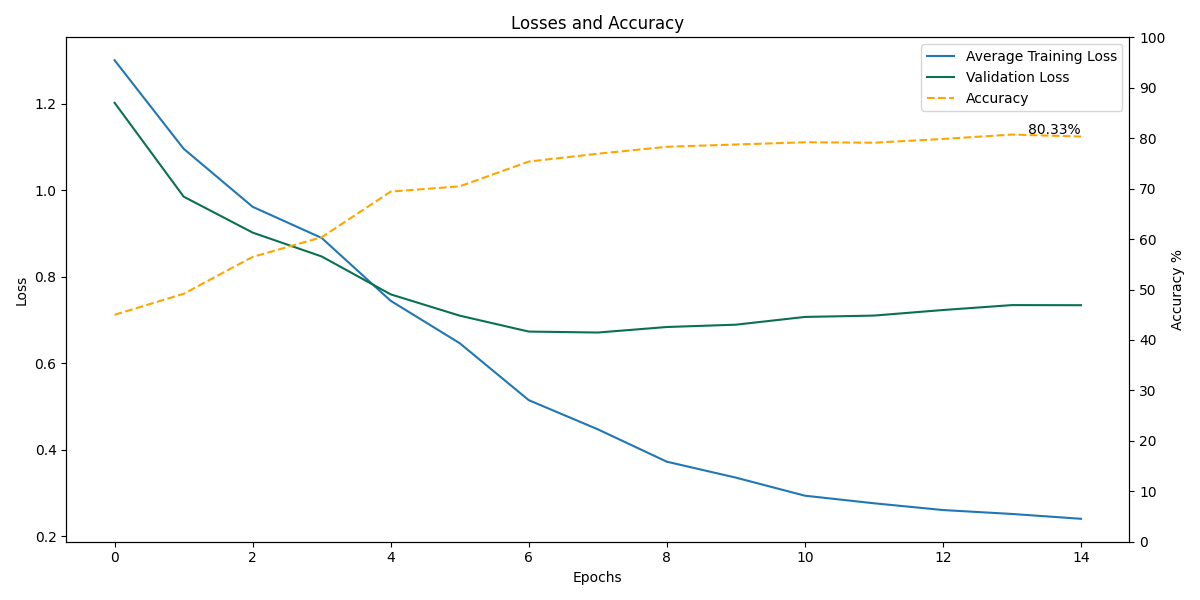 Losses and Accuracy
Average Training Loss
Validation Loss
Accuracy
80.33%
Loss
1.2
1.0
0.8
0.6
0.4
0.2
Accuracy %
100
90
80
70
60
50
40
30
20
10
0
0 2 4 6 8 10 12 14
Epochs